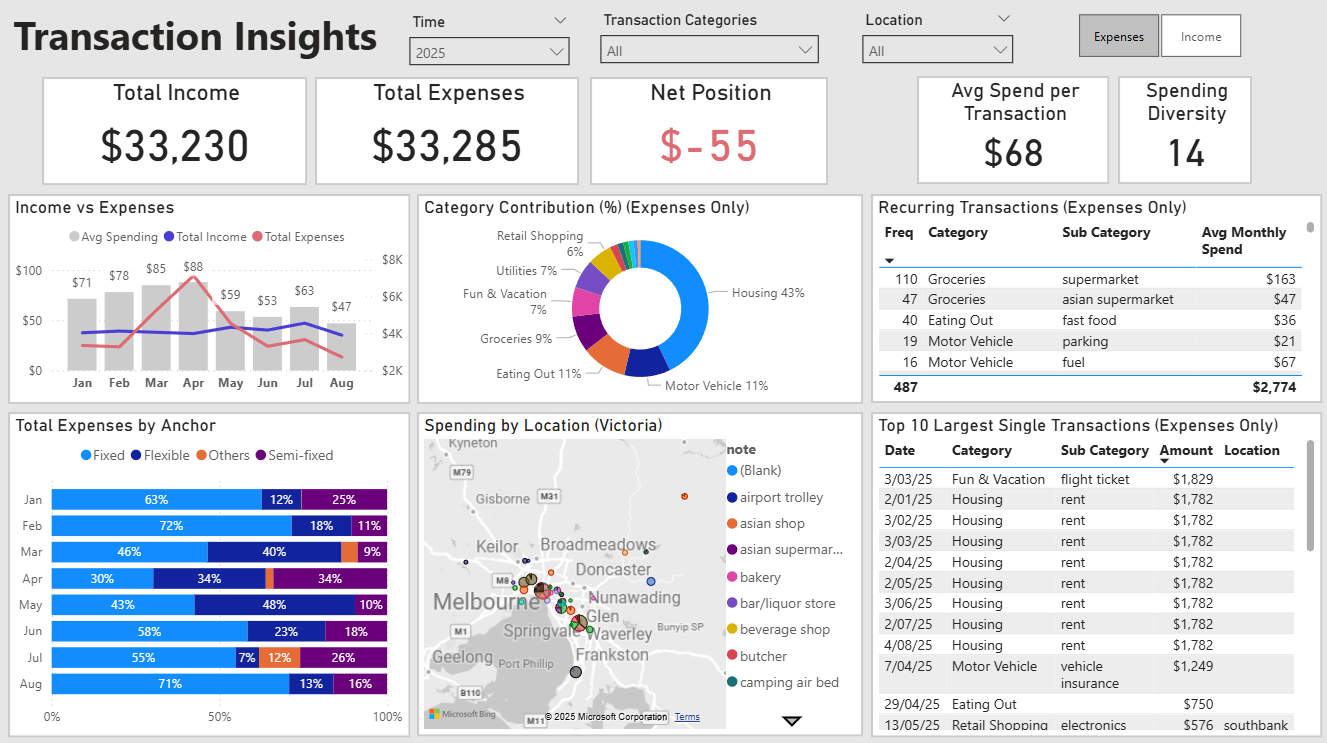 Transaction Insights
Time
2025
Transaction Categories
All
Location
All
Expenses
Income
Total Income
$33,230
Total Expenses
$33,285
Net Position
$-55
Avg Spend per
Transaction
$68
Spending
Diversity
14
Income vs Expenses
Avg Spending Total Income Total Expenses
$100
$50
$0
$8K
$6K
$4K
$2K
$71
$78
$85
$88
$59
$53
$63
$47
Jan Feb Mar Apr May Jun Jul Aug
Category Contribution (%) (Expenses Only)
Retail Shopping
6%
Utilities 7%
Fun & Vacation
7%
Groceries 9%
Eating Out 11%
Housing 43%
Motor Vehicle 11%
Recurring Transactions (Expenses Only)
Freq Category Sub Category Avg Monthly
Spend
110 Groceries supermarket $163
47 Groceries asian supermarket $47
40 Eating Out fast food $36
19 Motor Vehicle parking $21
16 Motor Vehicle fuel $67
487 $2,774
Total Expenses by Anchor
Fixed Flexible Others Semi-fixed
Jan 63% 12% 25%
Feb 72% 18% 11%
Mar 46% 40% 9%
Apr 30% 34% 34%
May 43% 48% 10%
Jun 58% 23% 18%
Jul 55% 7% 12% 26%
Aug 71% 13% 16%
0% 50% 100%
Spending by Location (Victoria)
Kyneton
M79
Gisborne
M31
Keilor
Broadmeadows
Doncaster
M8
Melbourne
Nunawading
Glen
Waverley
M1
Springvale
Bunyip SP
Geelong
Port Phillip
Frankston
B110
M11
Microsoft Bing
© 2025 Microsoft Corporation Terms
note
(Blank)
airport trolley
asian shop
asian supermar...
bakery
bar/liquor store
beverage shop
butcher
camping air bed
Top 10 Largest Single Transactions (Expenses Only)
Date Category Sub Category Amount Location
3/03/25 Fun & Vacation flight ticket $1,829
2/01/25 Housing rent $1,782
3/02/25 Housing rent $1,782
3/03/25 Housing rent $1,782
2/04/25 Housing rent $1,782
2/05/25 Housing rent $1,782
3/06/25 Housing rent $1,782
2/07/25 Housing rent $1,782
4/08/25 Housing rent $1,782
7/04/25 Motor Vehicle vehicle $1,249
insurance
29/04/25 Eating Out $750
13/05/25 Retail Shopping electronics $576 southbank